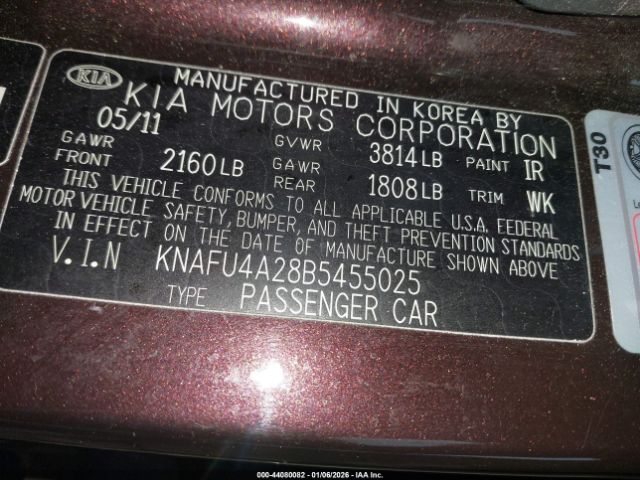 KIA
MANUFACTURED IN KOREA BY
KIA MOTORS CORPORATION
05/11
GAWR FRONT 2160LB
GVWR 3814LB
GAWR REAR 1808LB
PAINT IR
TRIM WK
THIS VEHICLE CONFORMS TO ALL APPLICABLE U.S.A. FEDERAL
MOTOR VEHICLE SAFETY, BUMPER, AND THEFT PREVENTION STANDARDS
IN EFFECT ON THE DATE OF MANUFACTURE SHOWN ABOVE
V.I.N KNAFU4A28B5455025
TYPE PASSENGER CAR
T30
000-44080082 - 01/06/2026 - IAA Inc.